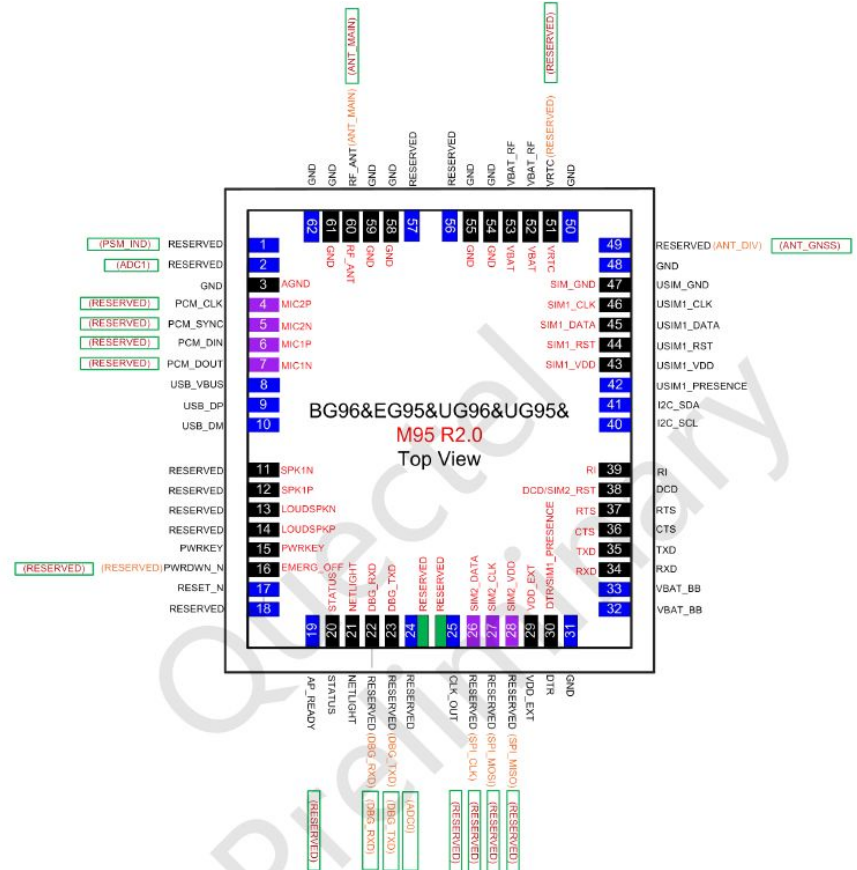 (ANT_MAIN)
(RESERVED)
GND
GND
RF_ANT(ANT_MAIN)
GND
GND
RESERVED
RESERVED
GND
GND
VBAT_RF
VBAT_RF
VRTC(RESERVED)
GND
62
61
60
59
58
57
56
55
54
53
52
51
50
GND
RF_ANT
GND
GND
GND
GND
VBAT
VBAT
VRTC
(PSM_IND) RESERVED 1
(ADC1) RESERVED 2
GND 3 AGND
(RESERVED) PCM_CLK 4 MIC2P
(RESERVED) PCM_SYNC 5 MIC2N
(RESERVED) PCM_DIN 6 MIC1P
(RESERVED) PCM_DOUT 7 MIC1N
USB_VBUS 8
USB_DP 9
USB_DM 10
RESERVED 11 SPK1N
RESERVED 12 SPK1P
RESERVED 13 LOUDSPKN
RESERVED 14 LOUDSPKP
PWRKEY 15 PWRKEY
(RESERVED) (RESERVED) PWRDWN_N 16 EMERG_OFF
RESET_N 17
RESERVED 18
BG96&EG95&UG96&UG95&
M95 R2.0
Top View
49 RESERVED (ANT_DIV) (ANT_GNSS)
48 GND
SIM_GND 47 USIM_GND
SIM1_CLK 46 USIM1_CLK
SIM1_DATA 45 USIM1_DATA
SIM1_RST 44 USIM1_RST
SIM1_VDD 43 USIM1_VDD
42 USIM1_PRESENCE
41 I2C_SDA
40 I2C_SCL
RI 39 RI
DCD/SIM2_RST 38 DCD
RTS 37 RTS
CTS 36 CTS
TXD 35 TXD
RXD 34 RXD
33 VBAT_BB
32 VBAT_BB
STATUS
NETLIGHT
DBG_RXD
DBG_TXD
RESERVED
RESERVED
SIM2_DATA
SIM2_CLK
SIM2_VDD
VDD_EXT
DTR/SIM1_PRESENCE
19
20
21
22
23
24
25
26
27
28
29
30
31
AP_READY
STATUS
NETLIGHT
RESERVED (DBG_RXD)
RESERVED (DBG_TXD)
RESERVED
CLK_OUT
RESERVED (SPI_CLK)
RESERVED (SPI_MOSI)
RESERVED (SPI_MISO)
VDD_EXT
DTR
GND
(RESERVED)
(DBG_RXD)
(DBG_TXD)
(ADC0)
(RESERVED)
(RESERVED)
(RESERVED)
(RESERVED)
Quectel
Preliminary